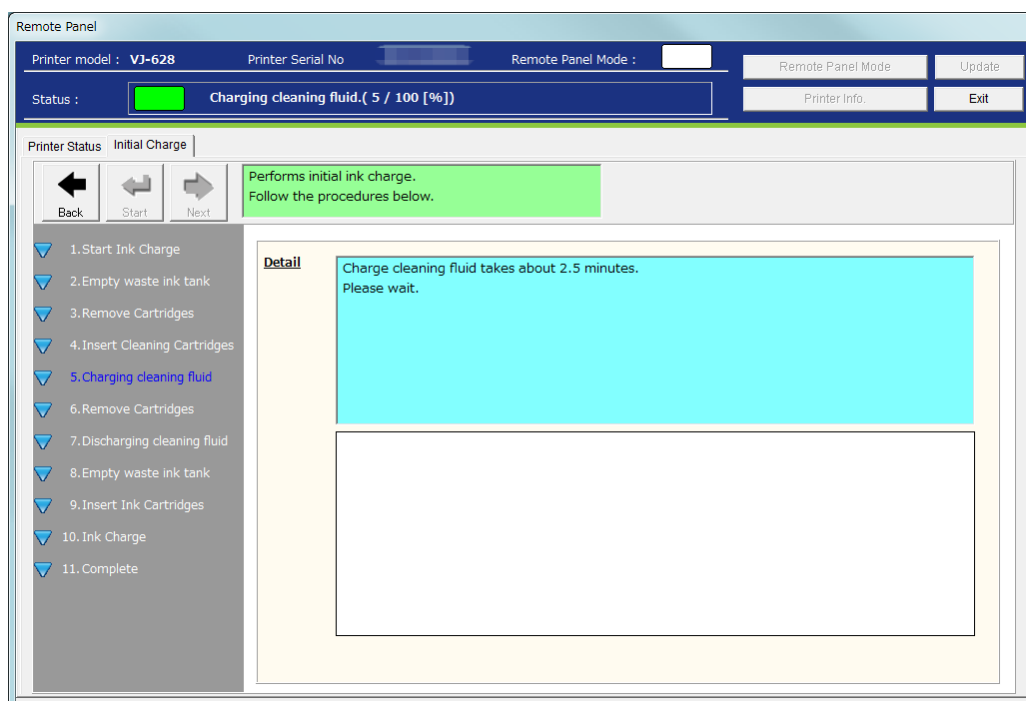 Remote Panel
Printer model : VJ-628 Printer Serial No Remote Panel Mode :
Remote Panel Mode Update
Status : Charging cleaning fluid.( 5 / 100 [%])
Printer Info. Exit
Printer Status Initial Charge
Back Start Next
Performs initial ink charge.
Follow the procedures below.
1.Start Ink Charge
2.Empty waste ink tank
3.Remove Cartridges
4.Insert Cleaning Cartridges
5.Charging cleaning fluid
6.Remove Cartridges
7.Discharging cleaning fluid
8.Empty waste ink tank
9.Insert Ink Cartridges
10.Ink Charge
11.Complete
Detail
Charge cleaning fluid takes about 2.5 minutes.
Please wait.